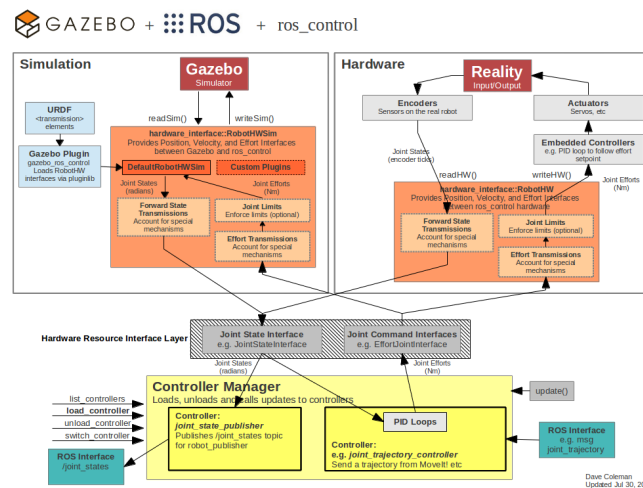 GAZEBO + ROS + ros_control
Simulation
Gazebo
Simulator
URDF
<transmission>
elements
readSim()
writeSim()
hardware_interface::RobotHWSim
Provides Position, Velocity, and Effort Interfaces
Between Gazebo and ros_control
Gazebo Plugin
gazebo_ros_control
Loads RobotHW
interfaces via pluginlib
DefaultRobotHWSim
Custom Plugins
Joint States
(radians)
Joint Efforts
(Nm)
Forward State
Transmissions
Account for special
mechanisms
Joint Limits
Enforce limits (optional)
Effort Transmissions
Account for special
mechanisms
Hardware
Reality
Input/Output
Encoders
Sensors on the real robot
Actuators
Servos, etc
Embedded Controllers
e.g. PID loop to follow effort
setpoint
Joint States
(encoder ticks)
Joint Efforts
(Nm)
readHW()
writeHW()
hardware_interface::RobotHW
Provides Position, Velocity, and Effort Interfaces
between ros_control hardware
Forward State
Transmissions
Account for special
mechanisms
Joint Limits
Enforce limits (optional)
Effort Transmissions
Account for special
mechanisms
Hardware Resource Interface Layer
Joint State Interface
e.g. JointStateInterface
Joint Command Interfaces
e.g. EffortJointInterface
Joint States
(radians)
Joint Efforts
(Nm)
Controller Manager
Loads, unloads and calls updates to controllers
update()
list_controllers
load_controller
unload_controller
switch_controller
Controller:
joint_state_publisher
Publishes /joint_states topic
for robot_publisher
PID Loops
Controller:
e.g. joint_trajectory_controller
Send a trajectory from MoveIt! etc
ROS Interface
/joint_states
ROS Interface
e.g. msg
joint_trajectory
Dave Coleman
Updated Jul 30, 20